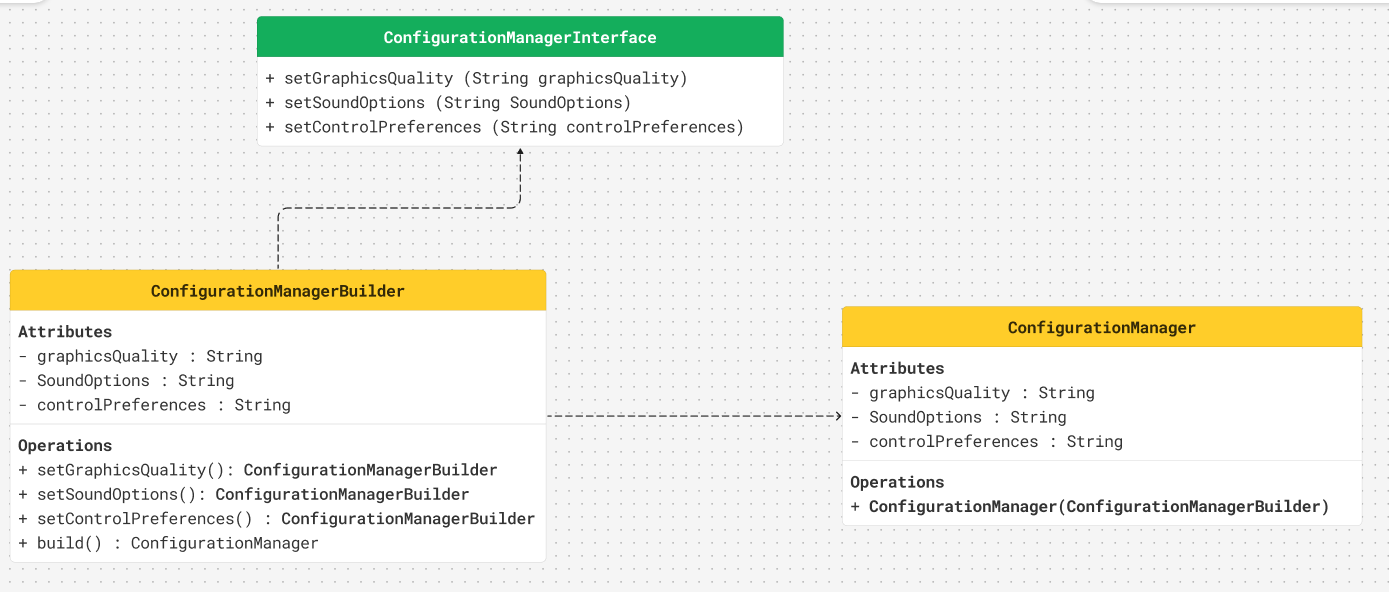 ConfigurationManagerInterface
+ setGraphicsQuality (String graphicsQuality)
+ setSoundOptions (String SoundOptions)
+ setControlPreferences (String controlPreferences)
ConfigurationManagerBuilder
Attributes
- graphicsQuality : String
- SoundOptions : String
- controlPreferences : String
Operations
+ setGraphicsQuality(): ConfigurationManagerBuilder
+ setSoundOptions(): ConfigurationManagerBuilder
+ setControlPreferences() : ConfigurationManagerBuilder
+ build() : ConfigurationManager
ConfigurationManager
Attributes
- graphicsQuality : String
- SoundOptions : String
- controlPreferences : String
Operations
+ ConfigurationManager(ConfigurationManagerBuilder)